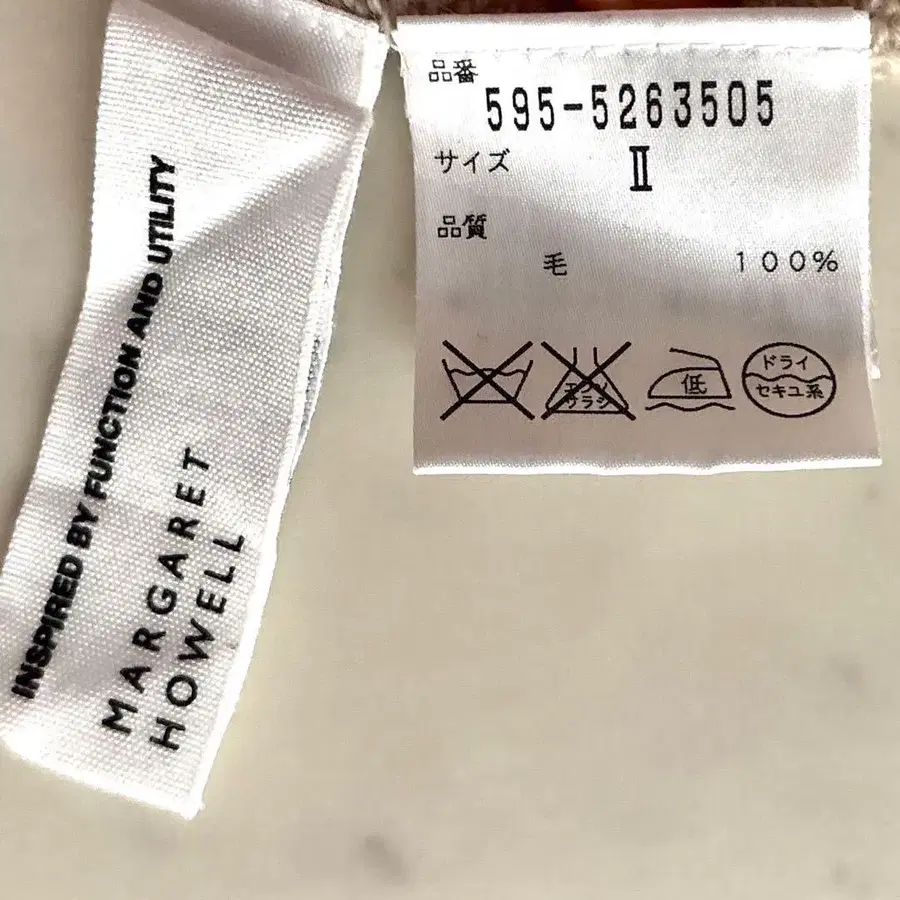 INSPIRED BY FUNCTION AND UTILITY
MARGARET
HOWELL
品番
595-5263505
サイズ II
品質
毛 100%
エンソ
サラシ
低
ドライ
セキユ系